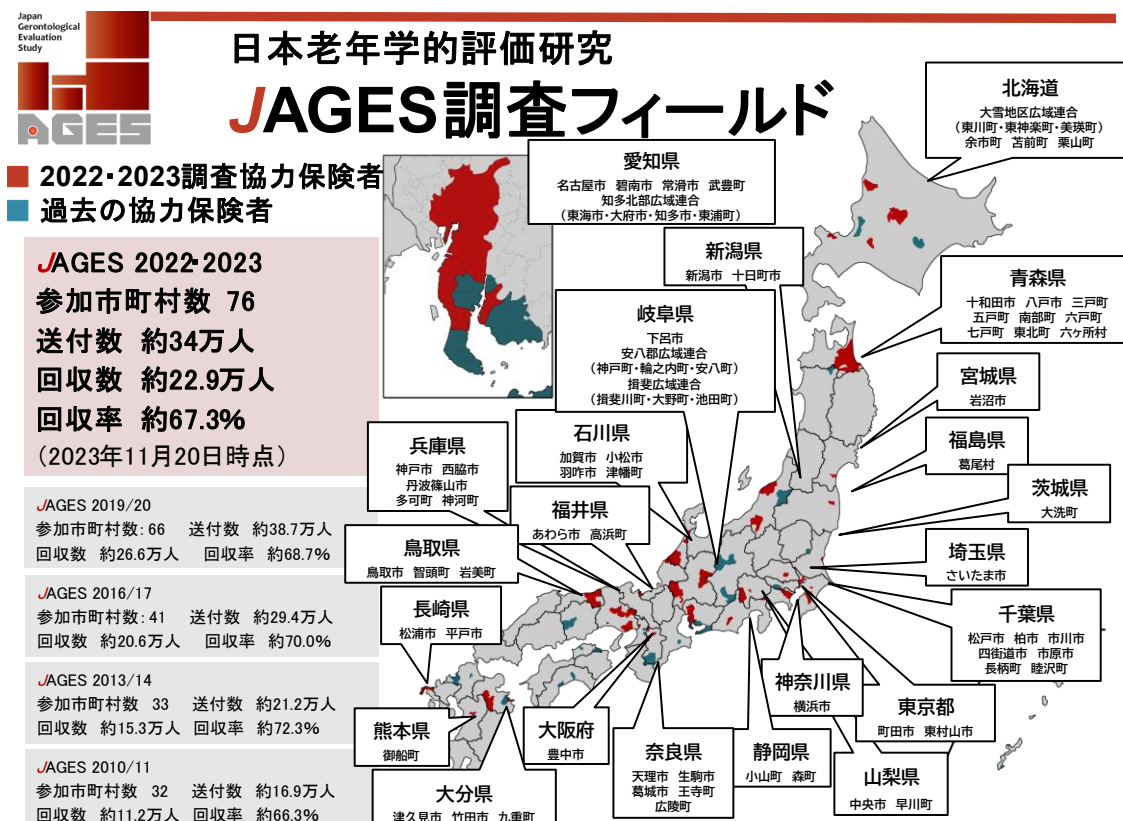 Japan
Gerontological
Evaluation
Study
AGES
日本老年学的評価研究
JAGES調査フィールド
2022・2023調査協力保険者
過去の協力保険者
JAGES 2022・2023
参加市町村数 76
送付数 約34万人
回収数 約22.9万人
回収率 約67.3%
（2023年11月20日時点）
JAGES 2019/20
参加市町村数: 66 送付数 約38.7万人
回収数 約26.6万人 回収率 約68.7%
JAGES 2016/17
参加市町村数: 41 送付数 約29.4万人
回収数 約20.6万人 回収率 約70.0%
JAGES 2013/14
参加市町村数 33 送付数 約21.2万人
回収数 約15.3万人 回収率 約72.3%
JAGES 2010/11
参加市町村数 32 送付数 約16.9万人
回収数 約11.2万人 回収率 約66.3%
北海道
大雪地区広域連合
（東川町・東神楽町・美瑛町）
余市町 苫前町 栗山町
愛知県
名古屋市 碧南市 常滑市 武豊町
知多北部広域連合
（東海市・大府市・知多市・東浦町）
新潟県
新潟市 十日町市
青森県
十和田市 八戸市 三戸町
五戸町 南部町 六戸町
七戸町 東北町 六ヶ所村
岐阜県
下呂市
安八郡広域連合
（神戸町・輪之内町・安八町）
揖斐広域連合
（揖斐川町・大野町・池田町）
宮城県
岩沼市
福島県
葛尾村
石川県
加賀市 小松市
羽咋市 津幡町
兵庫県
神戸市 西脇市
丹波篠山市
多可町 神河町
茨城県
大洗町
福井県
あわら市 高浜町
埼玉県
さいたま市
鳥取県
鳥取市 智頭町 岩美町
千葉県
松戸市 柏市 市川市
四街道市 市原市
長柄町 睦沢町
長崎県
松浦市 平戸市
神奈川県
横浜市
東京都
町田市 東村山市
熊本県
御船町
大阪府
豊中市
奈良県
天理市 生駒市
葛城市 王寺町
広陵町
静岡県
小山町 森町
山梨県
中央市 早川町
大分県
津久見市 竹田市 九重町